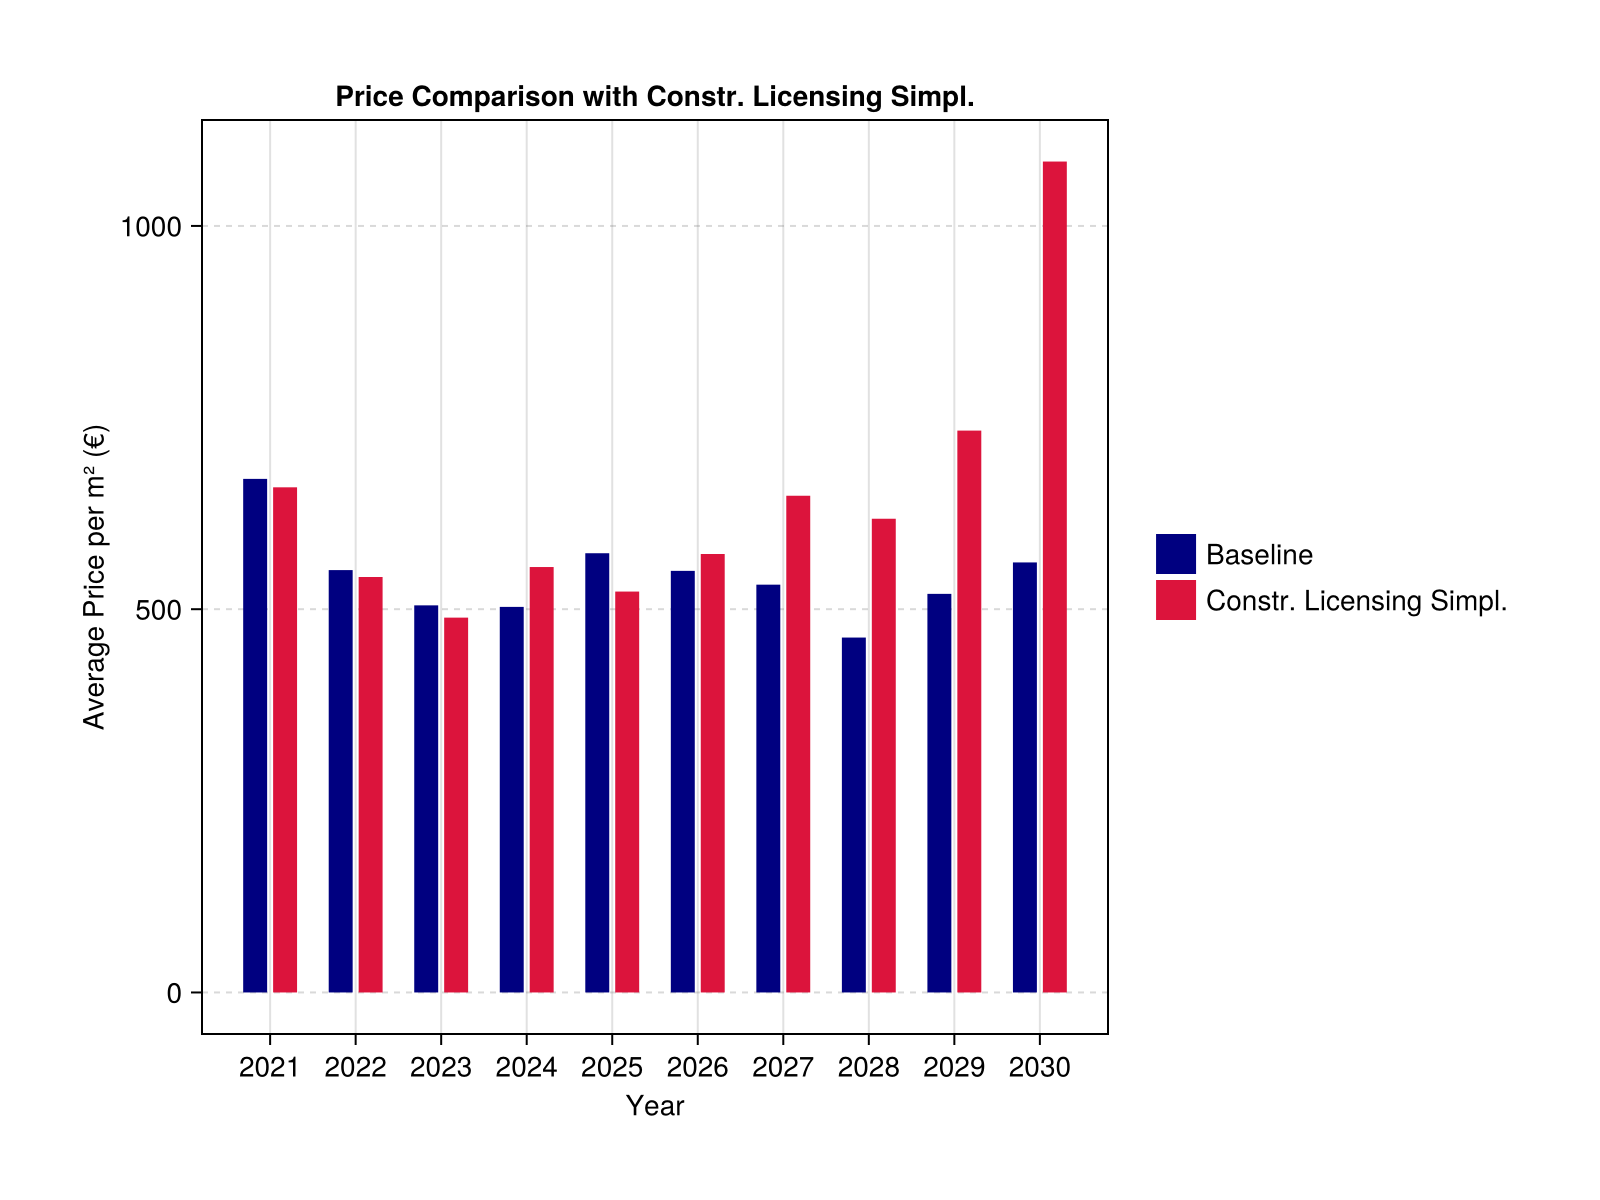 Price Comparison with Constr. Licensing Simpl.
Average Price per m² (€)
1000
500
0
2021 2022 2023 2024 2025 2026 2027 2028 2029 2030
Year
Baseline
Constr. Licensing Simpl.